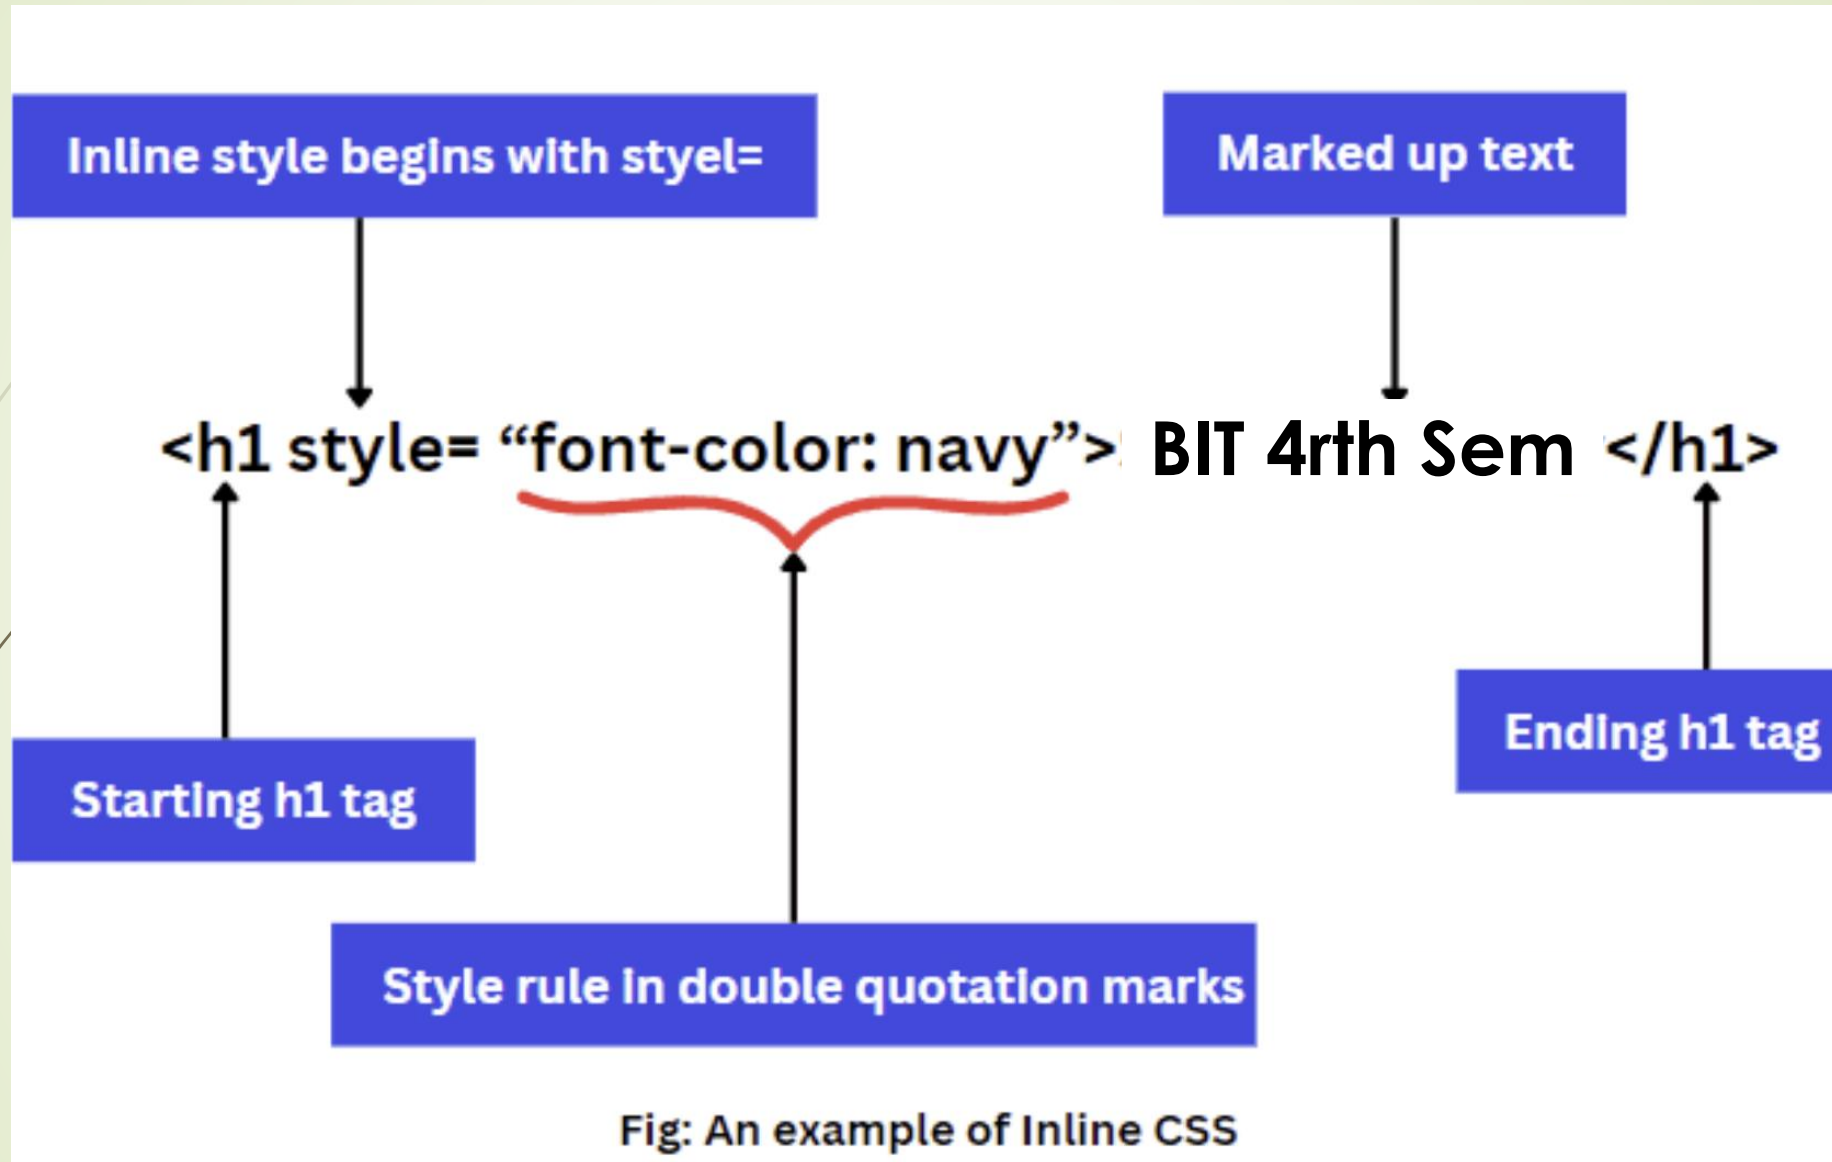 Inline style begins with styel=
Marked up text
<h1 style= “font-color: navy”> BIT 4rth Sem </h1>
Ending h1 tag
Starting h1 tag
Style rule in double quotation marks
Fig: An example of Inline CSS